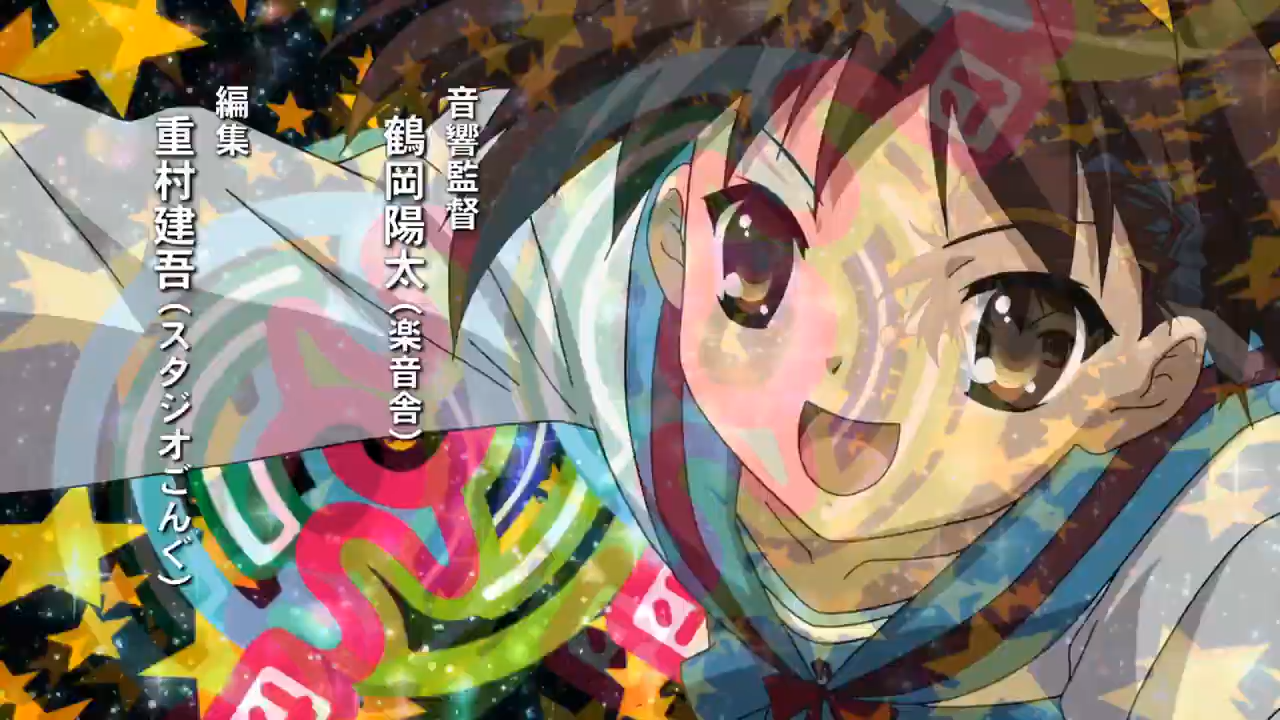 音響監督
鶴岡陽太（楽音舎）
編集
重村建吾（スタジオごんぐ）